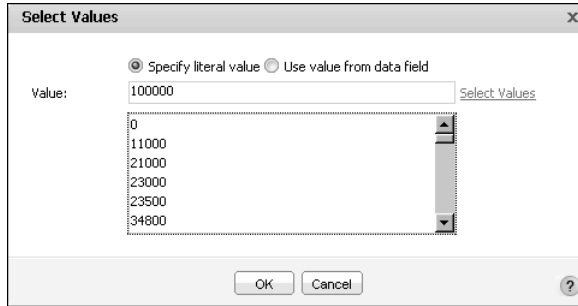 Select Values x
Specify literal value Use value from data field
Value: 100000 Select Values
0
11000
21000
23000
23500
34800
OK Cancel ?